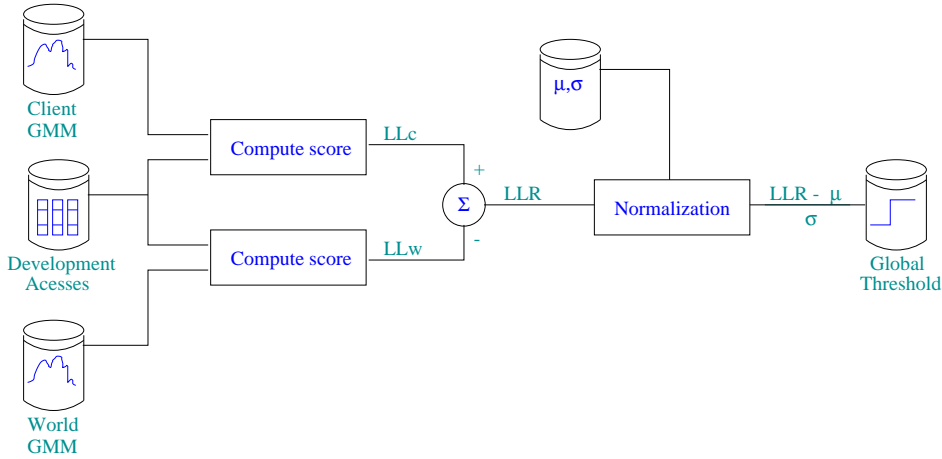 Client
GMM
Compute score
LLc
Development
Acesses
+
Σ
-
LLR
μ,σ
Normalization
LLR - μ
σ
Global
Threshold
Compute score
LLw
World
GMM